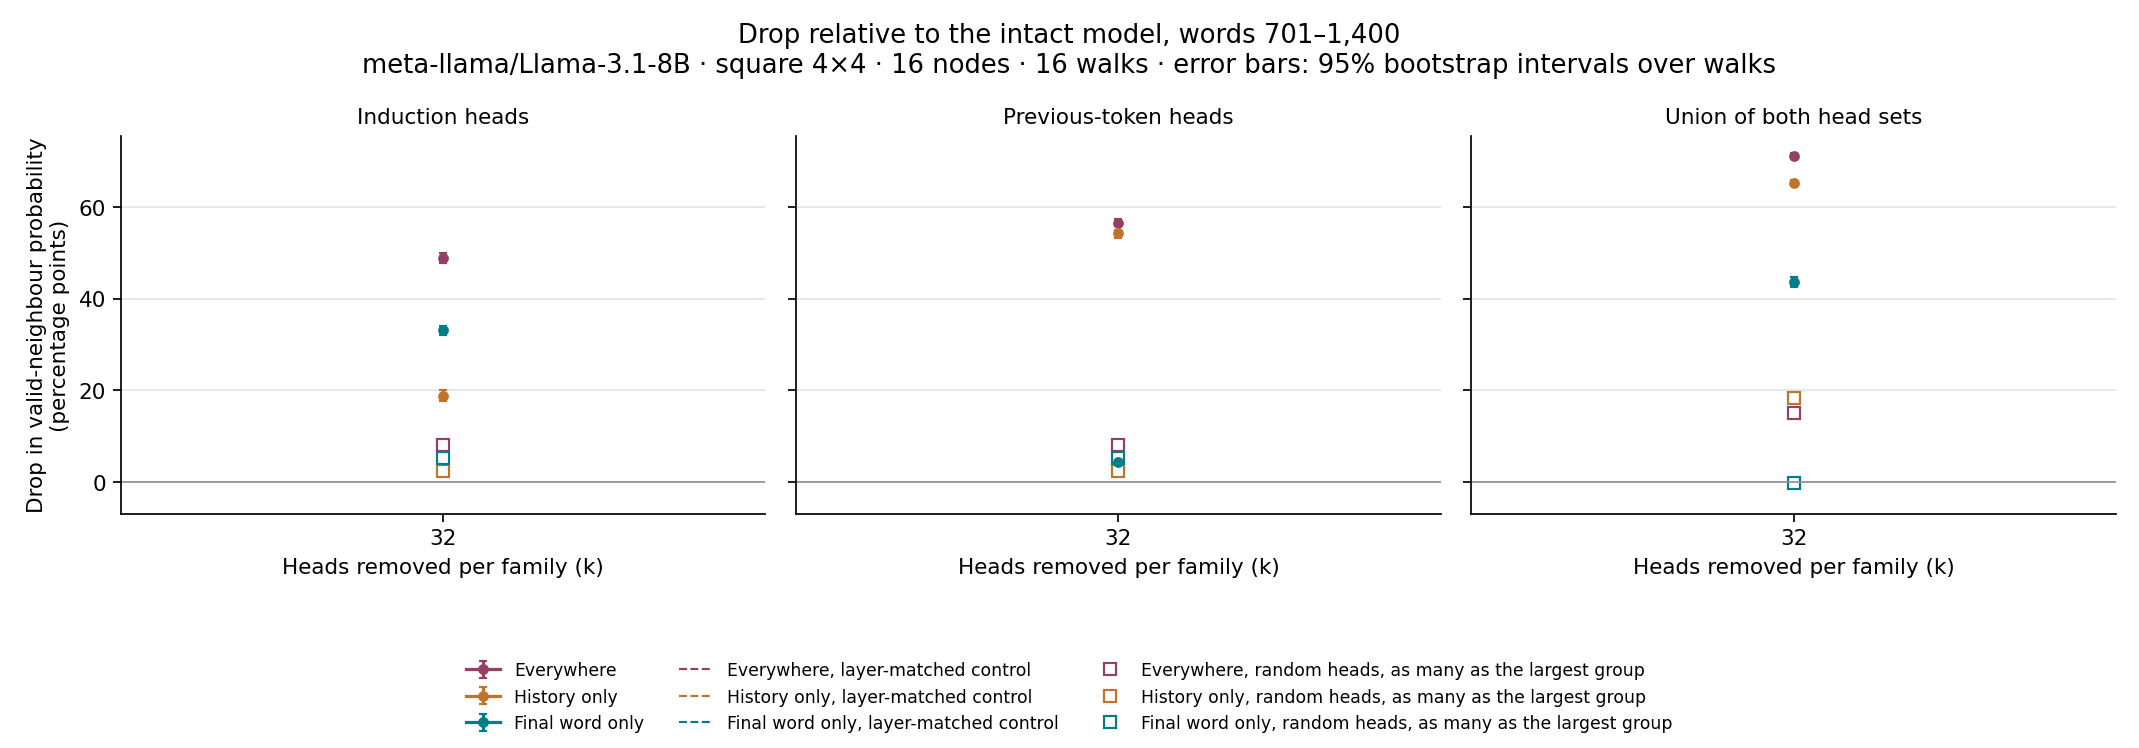 Drop relative to the intact model, words 701–1,400
meta-llama/Llama-3.1-8B · square 4×4 · 16 nodes · 16 walks · error bars: 95% bootstrap intervals over walks
Induction heads
Previous-token heads
Union of both head sets
Drop in valid-neighbour probability
(percentage points)
60
40
20
0
32
32
32
Heads removed per family (k)
Heads removed per family (k)
Heads removed per family (k)
Everywhere
History only
Final word only
Everywhere, layer-matched control
History only, layer-matched control
Final word only, layer-matched control
Everywhere, random heads, as many as the largest group
History only, random heads, as many as the largest group
Final word only, random heads, as many as the largest group